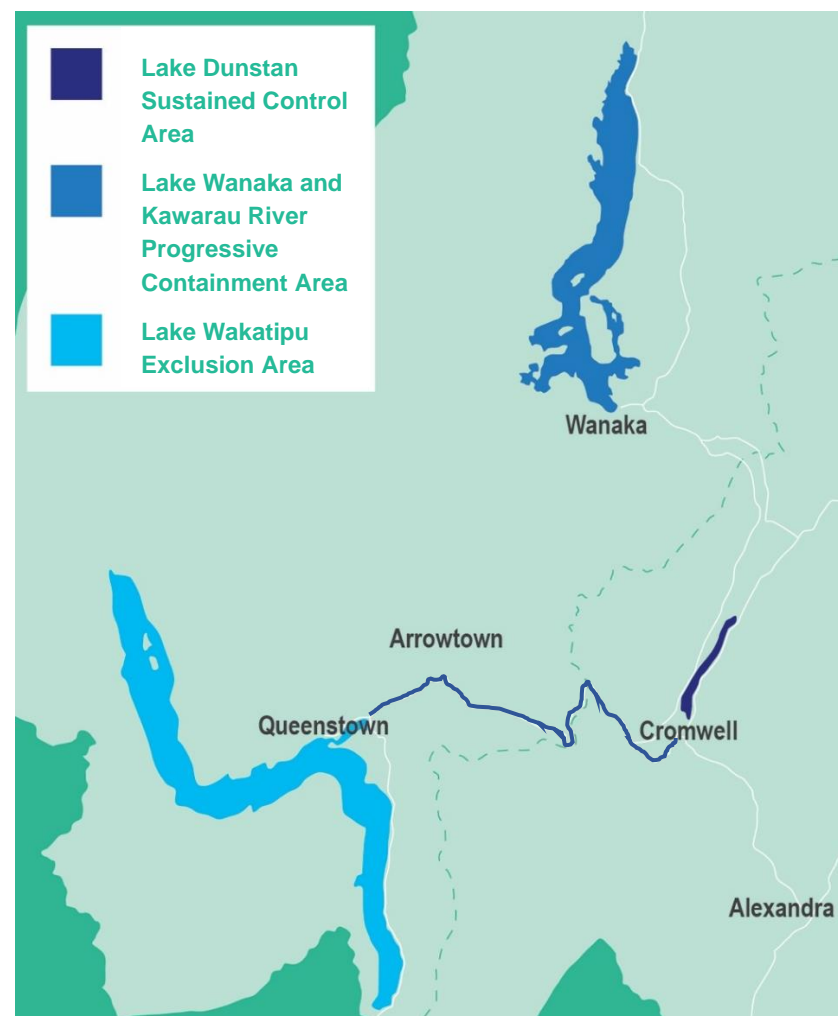 Lake Dunstan
Sustained Control
Area
Lake Wanaka and
Kawarau River
Progressive
Containment Area
Lake Wakatipu
Exclusion Area
Wanaka
Arrowtown
Queenstown
Cromwell
Alexandra